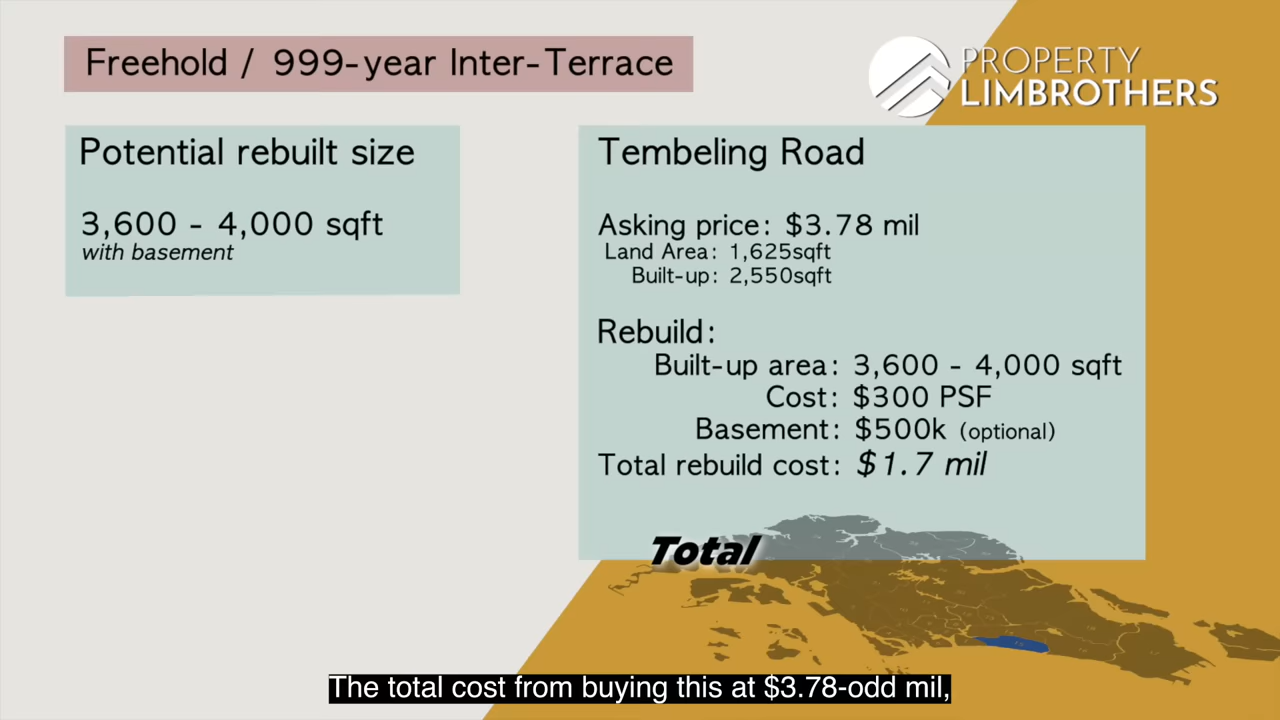 Freehold / 999-year Inter-Terrace
PROPERTY
LIMBROTHERS
Potential rebuilt size
3,600 - 4,000 sqft
with basement
Tembeling Road
Asking price: $3.78 mil
Land Area: 1,625sqft
Built-up: 2,550sqft
Rebuild:
Built-up area: 3,600 - 4,000 sqft
Cost: $300 PSF
Basement: $500k (optional)
Total rebuild cost: $1.7 mil
Total
The total cost from buying this at $3.78-odd mil,